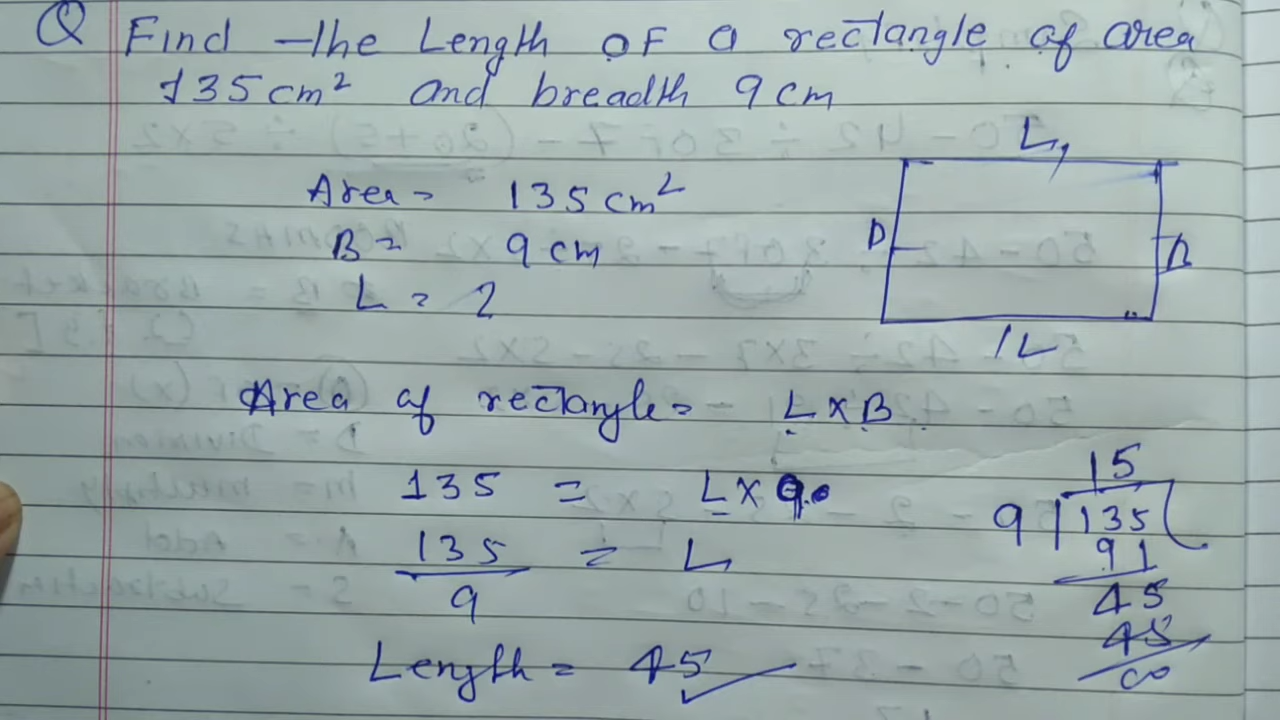 Q Find the Length of a rectangle of area
135 cm² and breadth 9 cm
Area = 135 cm²
B = 9 cm
L = ?
L
B
B
L
Area of rectangle = L × B
135 = L × 9
135/9 = L
Length = 45
15
9 | 135
91
45
45
00